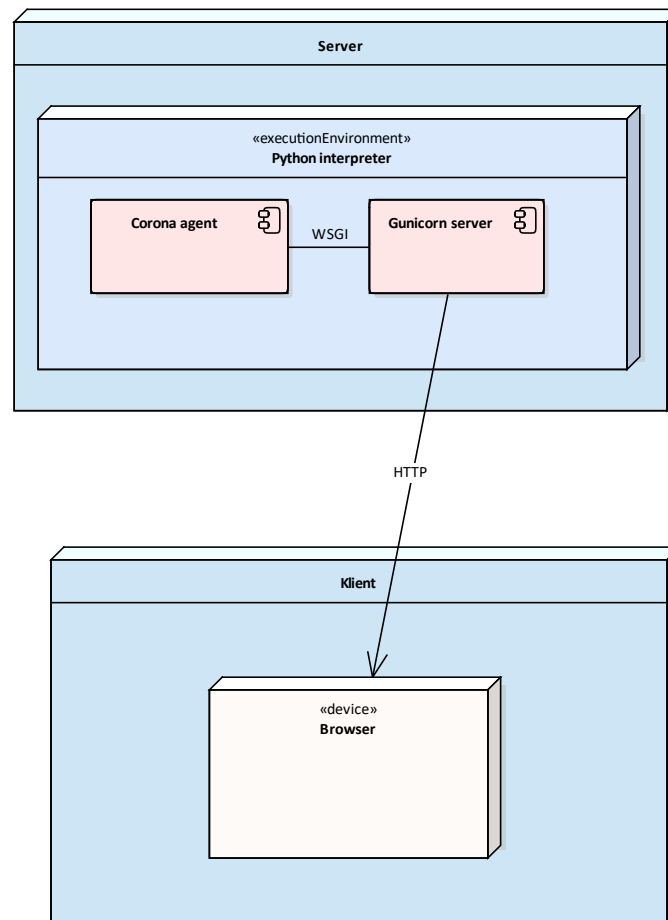 Server
«executionEnvironment»
Python interpreter
Corona agent
WSGI
Gunicorn server
HTTP
Klient
«device»
Browser